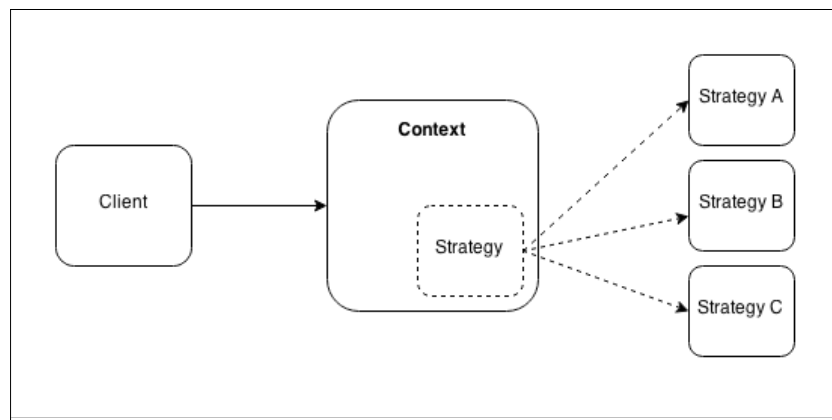 Client
Context
Strategy
Strategy A
Strategy B
Strategy C